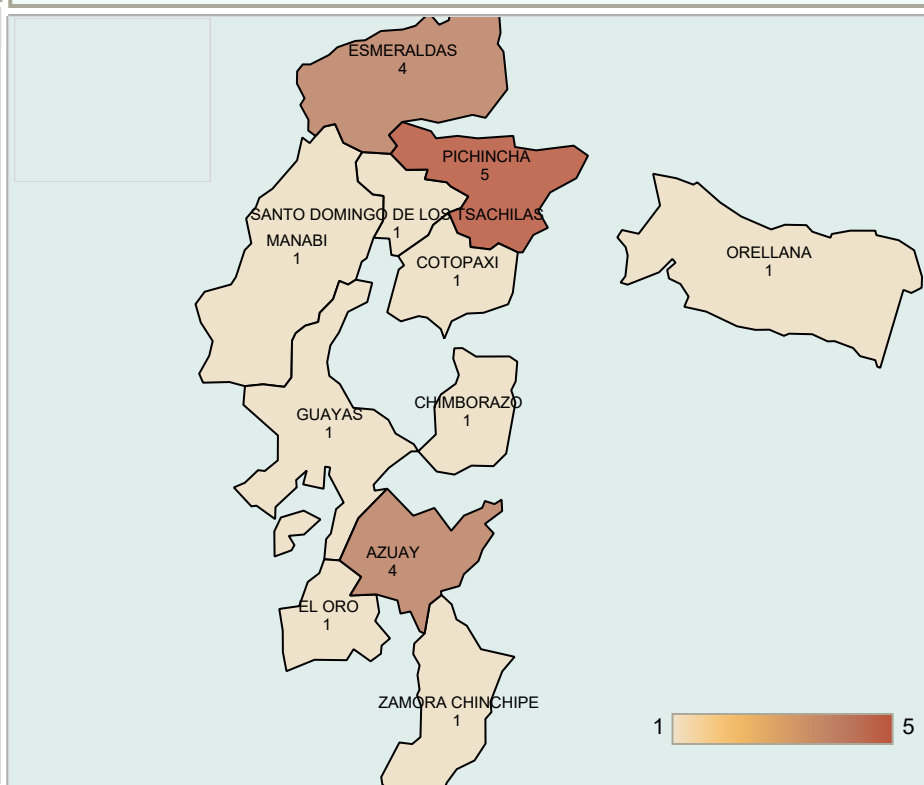 ESMERALDAS
4
PICHINCHA
5
SANTO DOMINGO DE LOS TSACHILAS
1
MANABI
1
COTOPAXI
1
ORELLANA
1
CHIMBORAZO
1
GUAYAS
1
AZUAY
4
EL ORO
1
ZAMORA CHINCHIPE
1
1 5